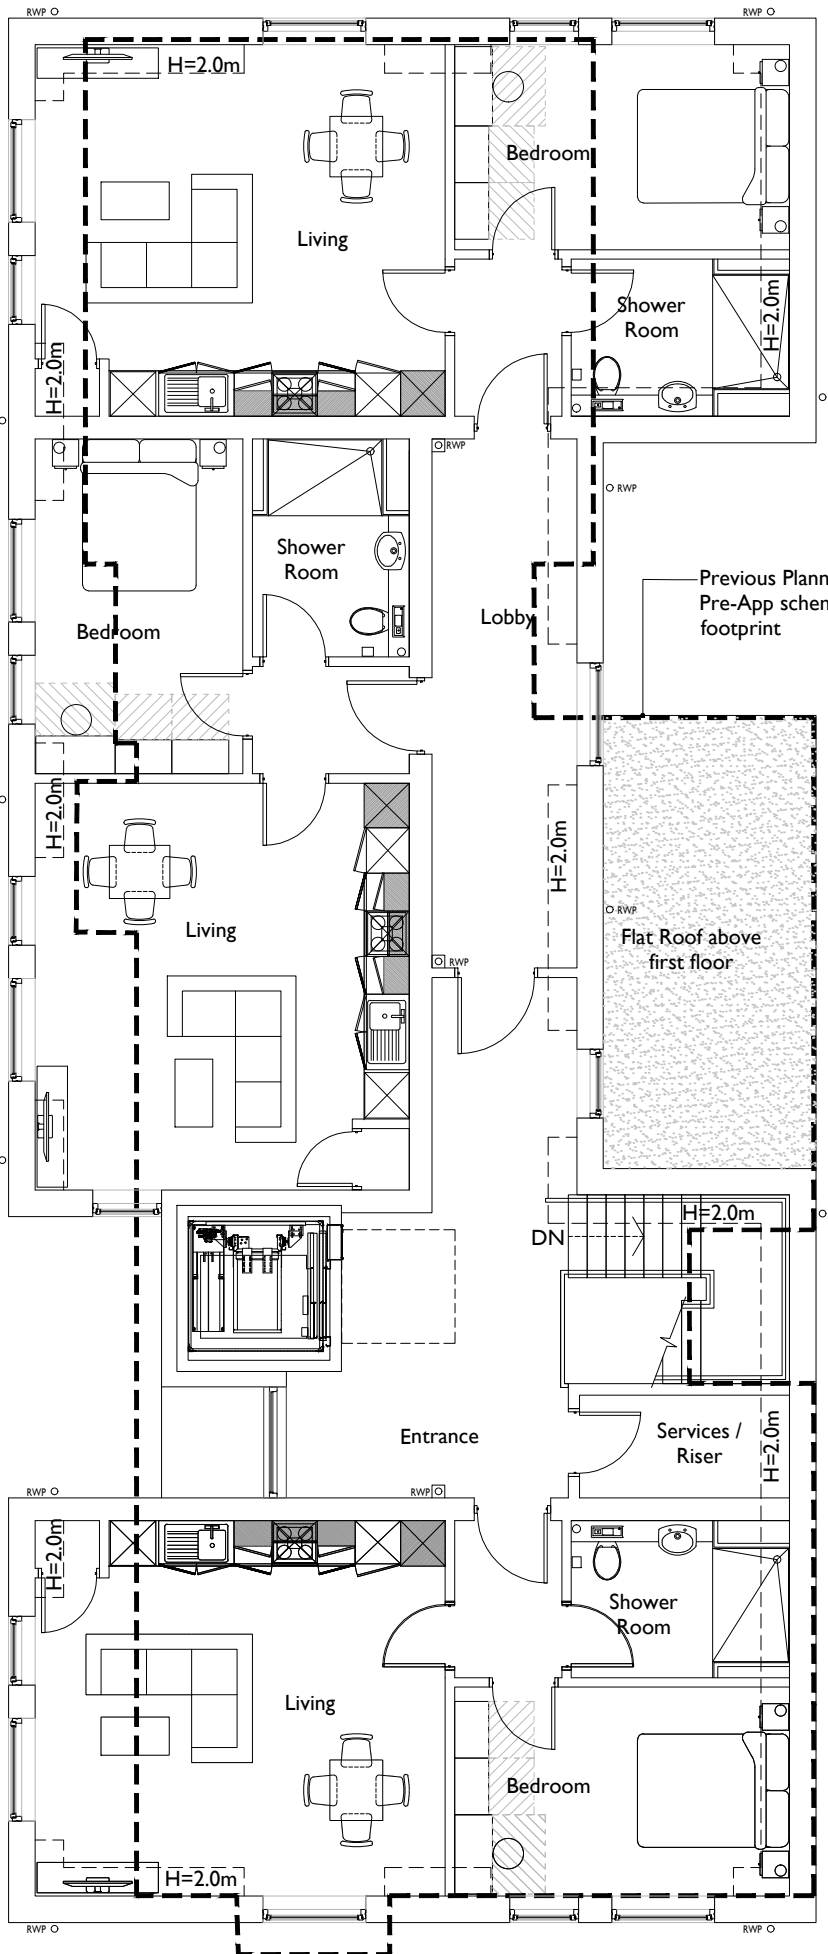 RWP
RWP
H=2.0m
Bedroom
Living
Shower
Room
H=2.0m
H=2.0m
RWP
RWP
Shower
Room
Previous Plann
Pre-App schem
footprint
Lobby
Bedroom
H=2.0m
H=2.0m
RWP
Living
Flat Roof above
first floor
RWP
H=2.0m
DN
Entrance
Services /
Riser
H=2.0m
RWP
RWP
H=2.0m
Shower
Room
Living
Bedroom
H=2.0m
RWP
RWP